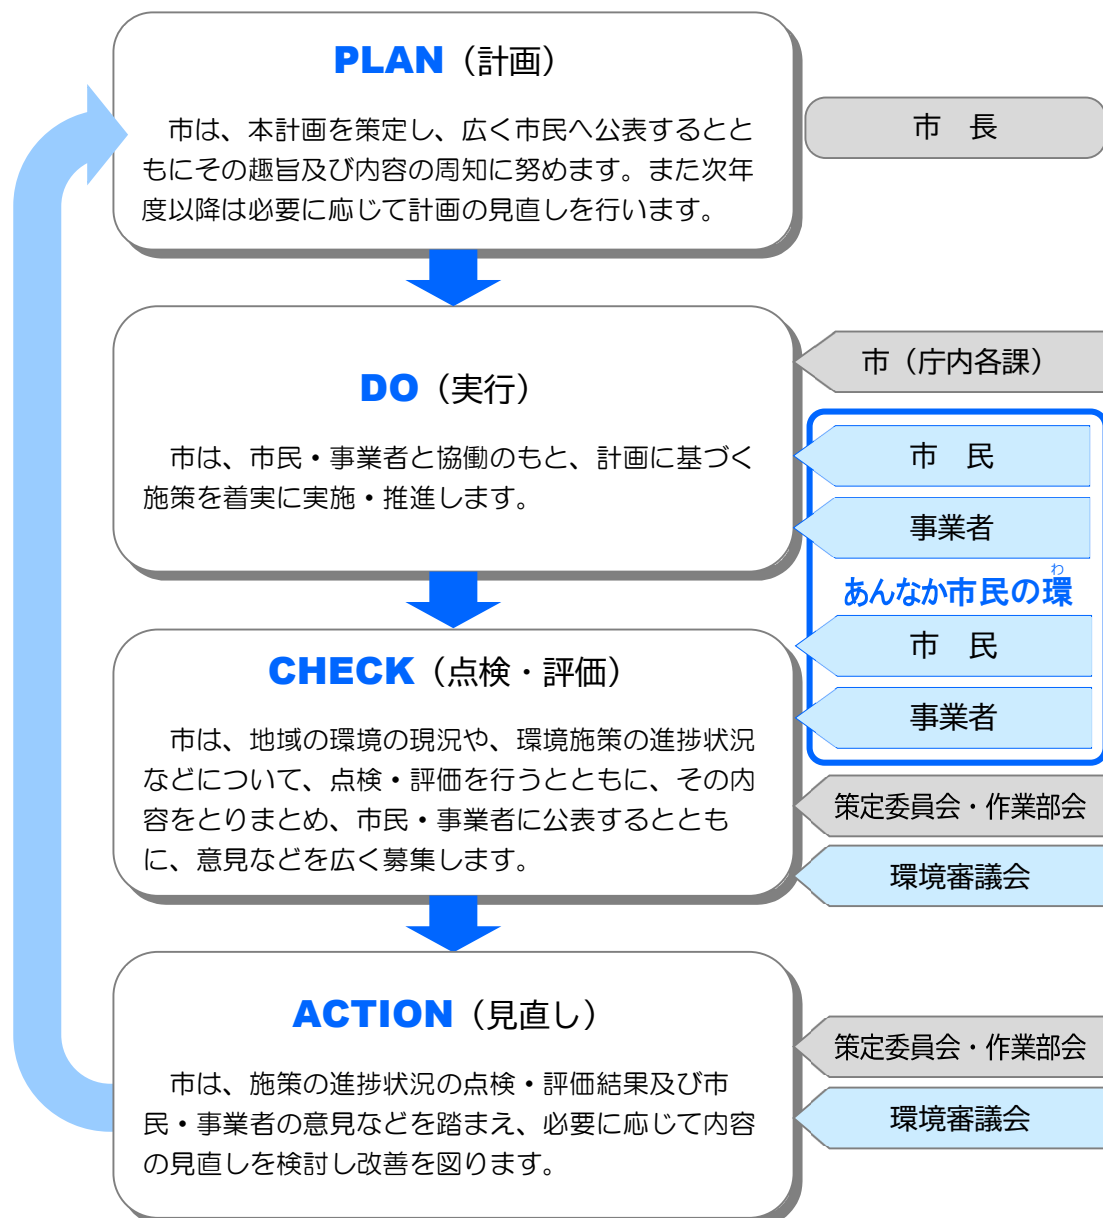 PLAN（計画）
市は、本計画を策定し、広く市民へ公表するとと
もにその趣旨及び内容の周知に努めます。また次年
度以降は必要に応じて計画の見直しを行います。
市　長
DO（実行）
市は、市民・事業者と協働のもと、計画に基づく
施策を着実に実施・推進します。
市（庁内各課）
市　民
事業者
わ
あんなか市民の環
市　民
事業者
CHECK（点検・評価）
市は、地域の環境の現況や、環境施策の進捗状況
などについて、点検・評価を行うとともに、その内
容をとりまとめ、市民・事業者に公表するととも
に、意見などを広く募集します。
策定委員会・作業部会
環境審議会
ACTION（見直し）
市は、施策の進捗状況の点検・評価結果及び市
民・事業者の意見などを踏まえ、必要に応じて内容
の見直しを検討し改善を図ります。
策定委員会・作業部会
環境審議会